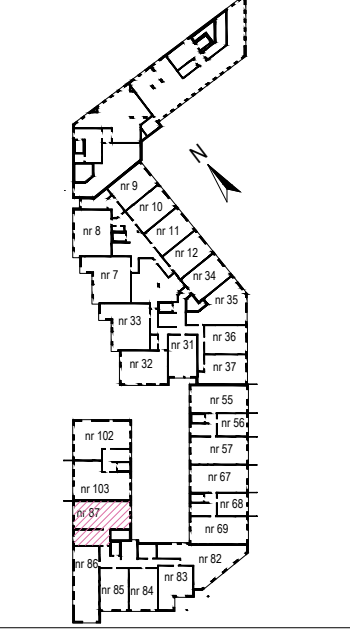 N
nr 9
nr 10
nr 8
nr 11
nr 12
nr 7
nr 34
nr 35
nr 33
nr 36
nr 31
nr 32
nr 37
nr 55
nr 56
nr 102
nr 57
nr 67
nr 103
nr 68
nr 87
nr 69
nr 82
nr 86
nr 83
nr 85
nr 84